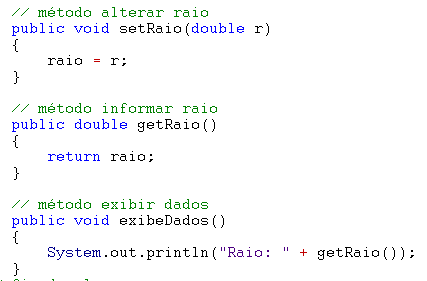 // método alterar raio
public void setRaio(double r)
{
raio = r;
}
// método informar raio
public double getRaio()
{
return raio;
}
// método exibir dados
public void exibeDados()
{
System.out.println("Raio: " + getRaio());
}